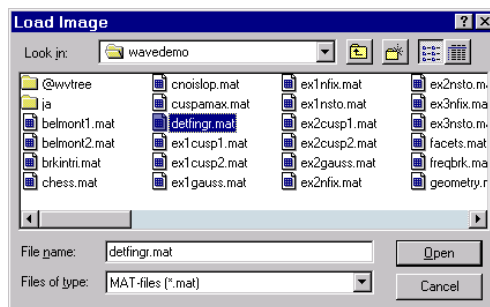 Load Image
Look in: wavedemo
@wvtree cnoislop.mat ex1nfix.mat ex2nsto.m
ja cuspamax.mat ex1nsto.mat ex3nfix.ma
belmont1.mat detfingr.mat ex2cusp1.mat ex3nsto.m
belmont2.mat ex1cusp1.mat ex2cusp2.mat facets.mat
brkintri.mat ex1cusp2.mat ex2gauss.mat freqbrk.ma
chess.mat ex1gauss.mat ex2nfix.mat geometry.r
File name: detfingr.mat Open
Files of type: MAT-files (*.mat) Cancel